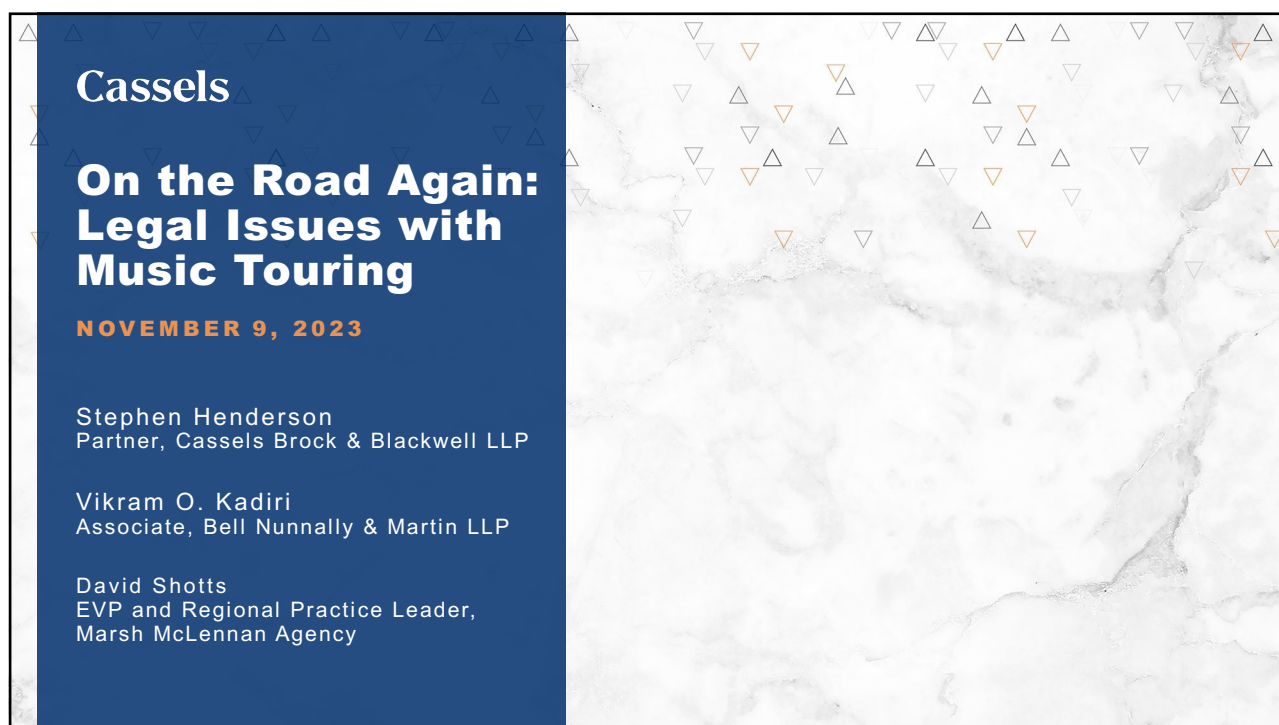 Cassels
On the Road Again:
Legal Issues with
Music Touring
NOVEMBER 9, 2023
Stephen Henderson
Partner, Cassels Brock & Blackwell LLP
Vikram O. Kadiri
Associate, Bell Nunnally & Martin LLP
David Shotts
EVP and Regional Practice Leader,
Marsh McLennan Agency